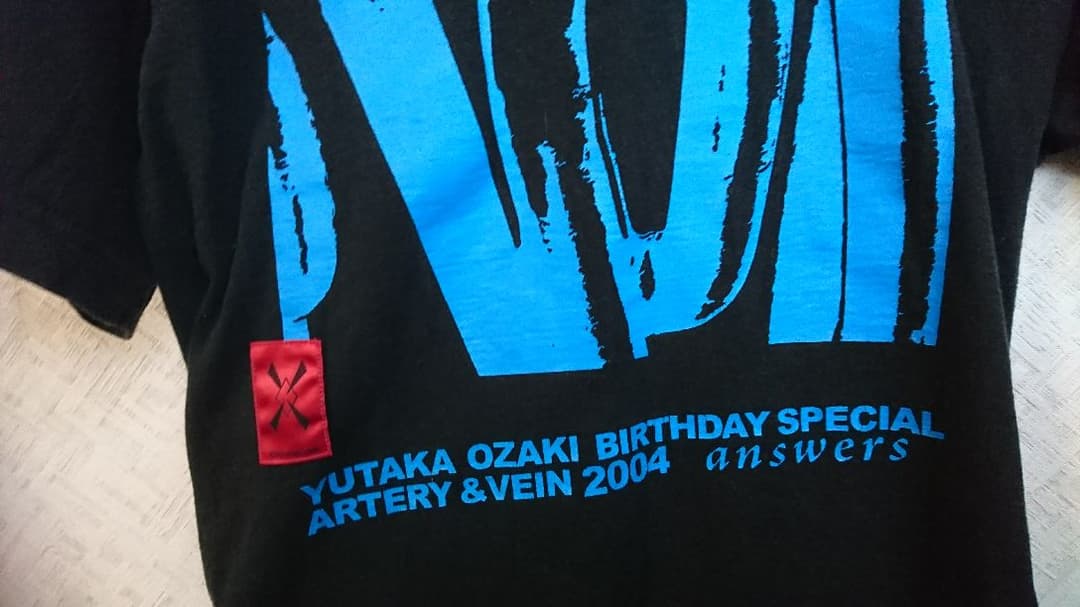 YUTAKA OZAKI BIRTHDAY SPECIAL
ARTERY & VEIN 2004 answers